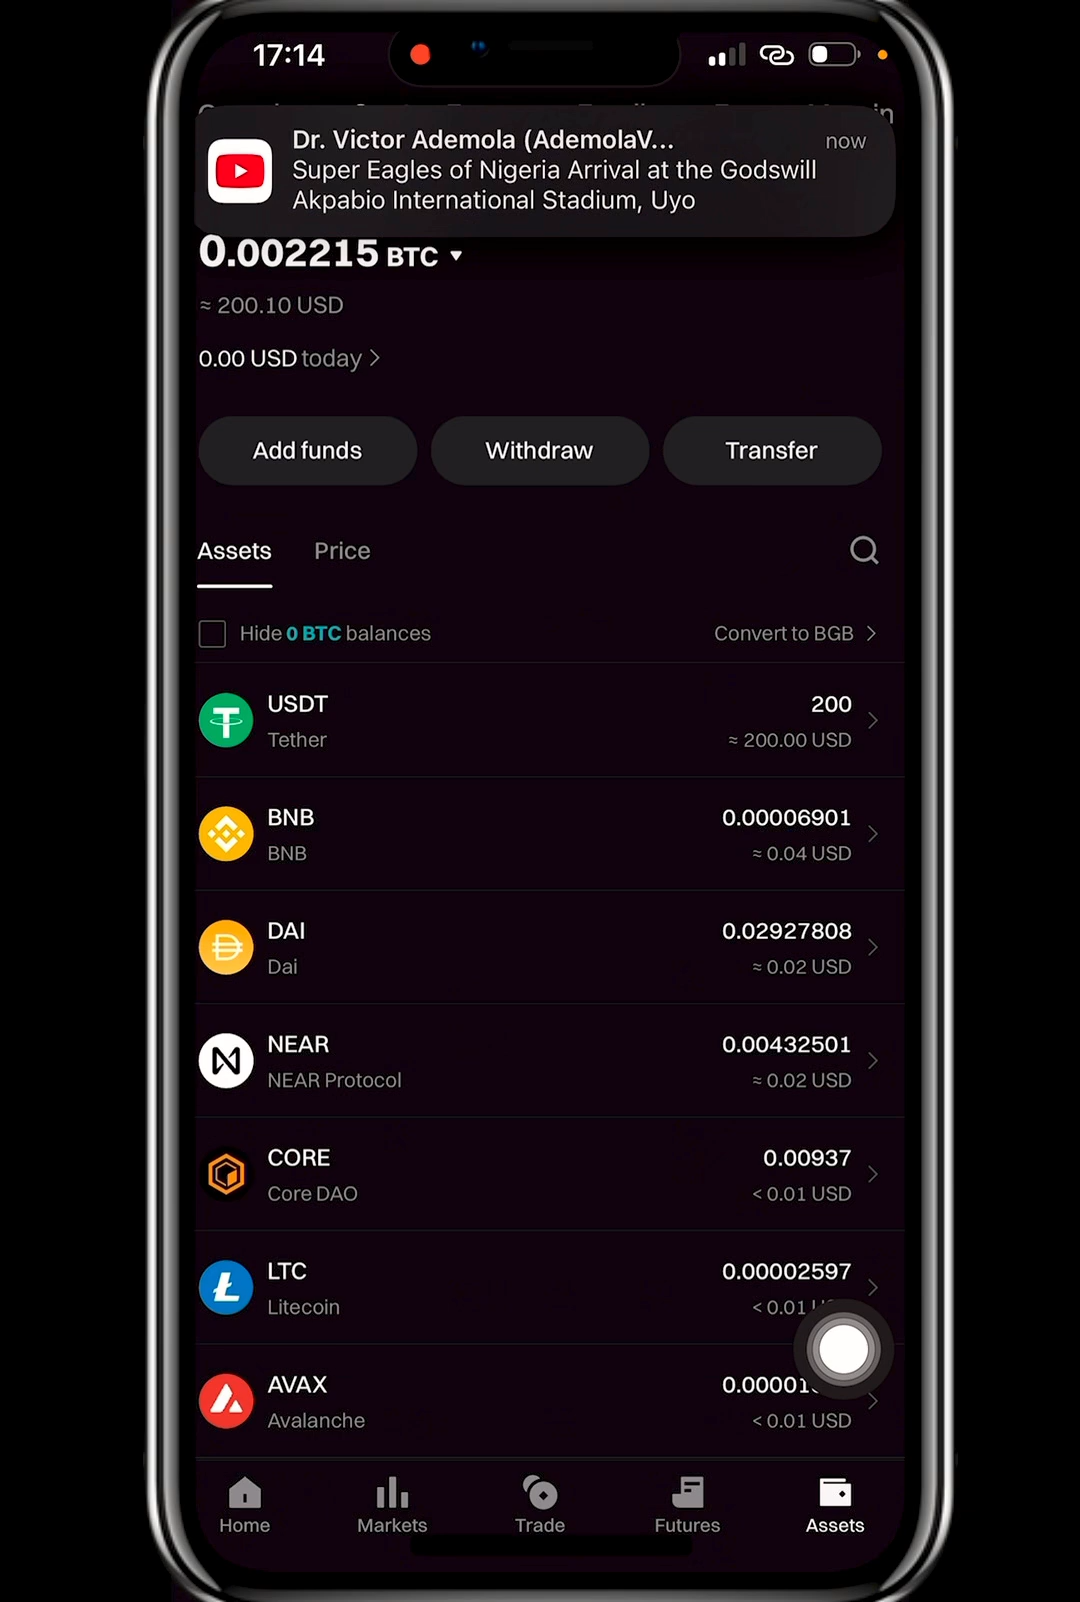 17:14
Dr. Victor Ademola (AdemolaV...
now
Super Eagles of Nigeria Arrival at the Godswill
Akpabio International Stadium, Uyo
0.002215 BTC
≈ 200.10 USD
0.00 USD today >
Add funds
Withdraw
Transfer
Assets
Price
Hide 0 BTC balances
Convert to BGB >
USDT
200
Tether
≈ 200.00 USD
BNB
0.00006901
BNB
≈ 0.04 USD
DAI
0.02927808
Dai
≈ 0.02 USD
NEAR
0.00432501
NEAR Protocol
≈ 0.02 USD
CORE
0.00937
Core DAO
< 0.01 USD
LTC
0.00002597
Litecoin
< 0.01
AVAX
Avalanche
< 0.01 USD
Home
Markets
Trade
Futures
Assets